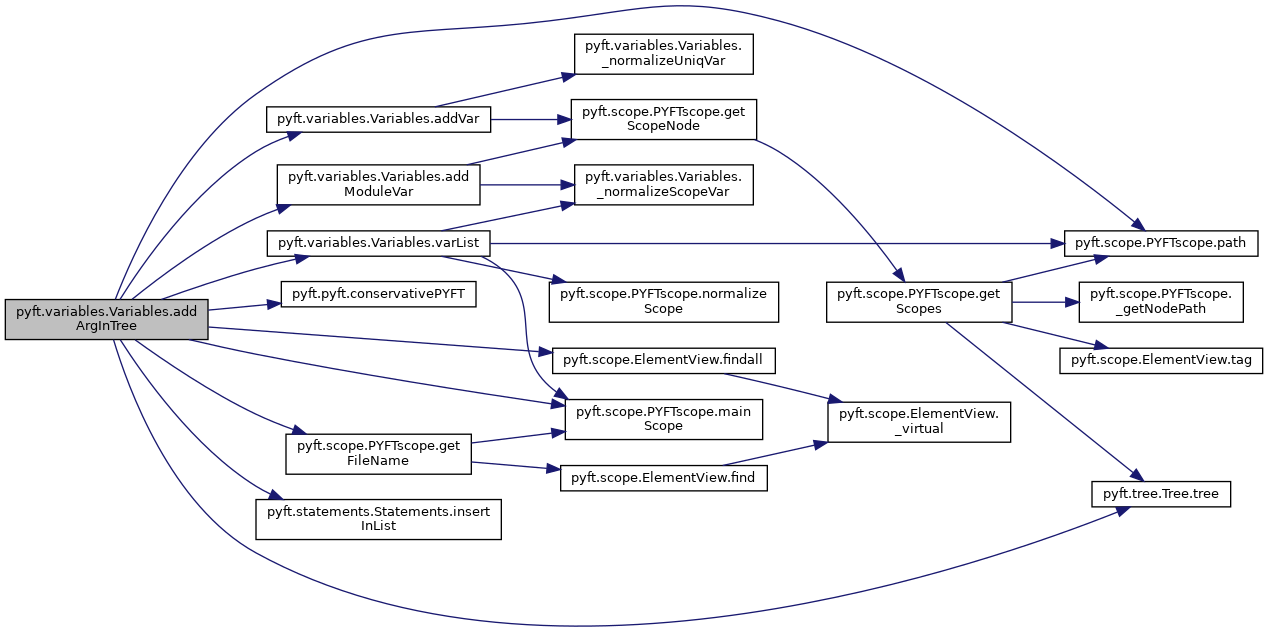 pyft.variables.Variables.add
ArgInTree
pyft.variables.Variables.addVar
pyft.variables.Variables.add
ModuleVar
pyft.variables.Variables.varList
pyft.pyft.conservativePYFT
pyft.scope.PYFTscope.get
FileName
pyft.statements.Statements.insert
InList
pyft.variables.Variables.
_normalizeUniqVar
pyft.scope.PYFTscope.get
ScopeNode
pyft.variables.Variables.
_normalizeScopeVar
pyft.scope.PYFTscope.normalize
Scope
pyft.scope.ElementView.findall
pyft.scope.PYFTscope.main
Scope
pyft.scope.ElementView.find
pyft.scope.PYFTscope.get
Scopes
pyft.scope.ElementView.
_virtual
pyft.scope.PYFTscope.path
pyft.scope.PYFTscope.
_getNodePath
pyft.scope.ElementView.tag
pyft.tree.Tree.tree